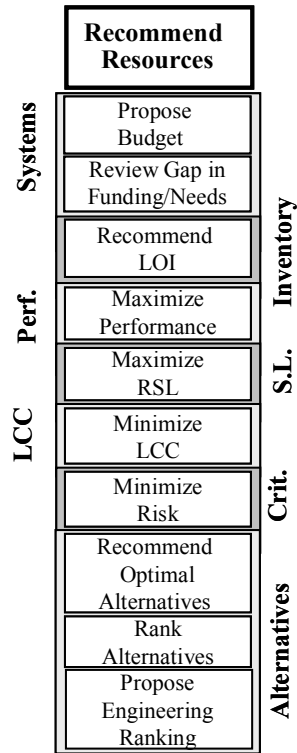 Recommend
Resources
Systems
Propose
Budget
Review Gap in
Funding/Needs
Inventory
Recommend
LOI
Perf.
Maximize
Performance
S.L.
Maximize
RSL
LCC
Minimize
LCC
Crit.
Minimize
Risk
Alternatives
Recommend
Optimal
Alternatives
Rank
Alternatives
Propose
Engineering
Ranking